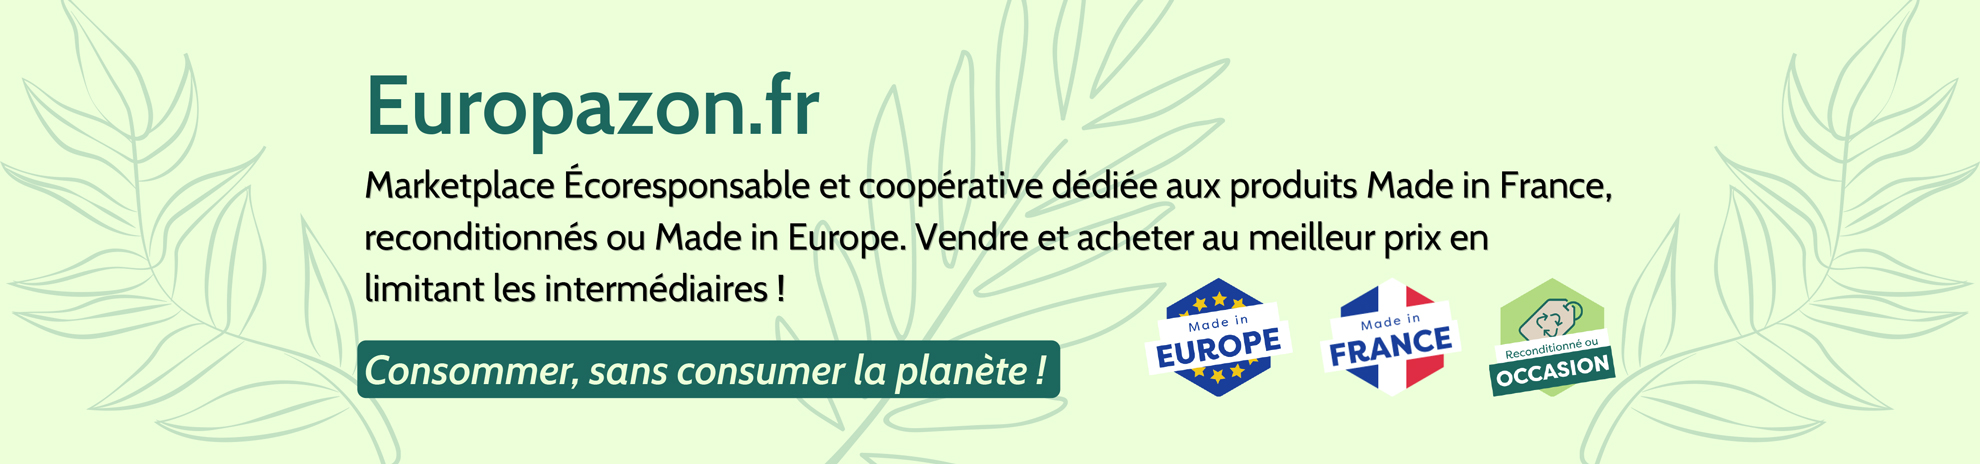 Europazon.fr
Marketplace Écoresponsable et coopérative dédiée aux produits Made in France,
reconditionnés ou Made in Europe. Vendre et acheter au meilleur prix en
limitant les intermédiaires !
Consommer, sans consumer la planète !
Made in
EUROPE
Made in
FRANCE
Reconditionné ou
OCCASION